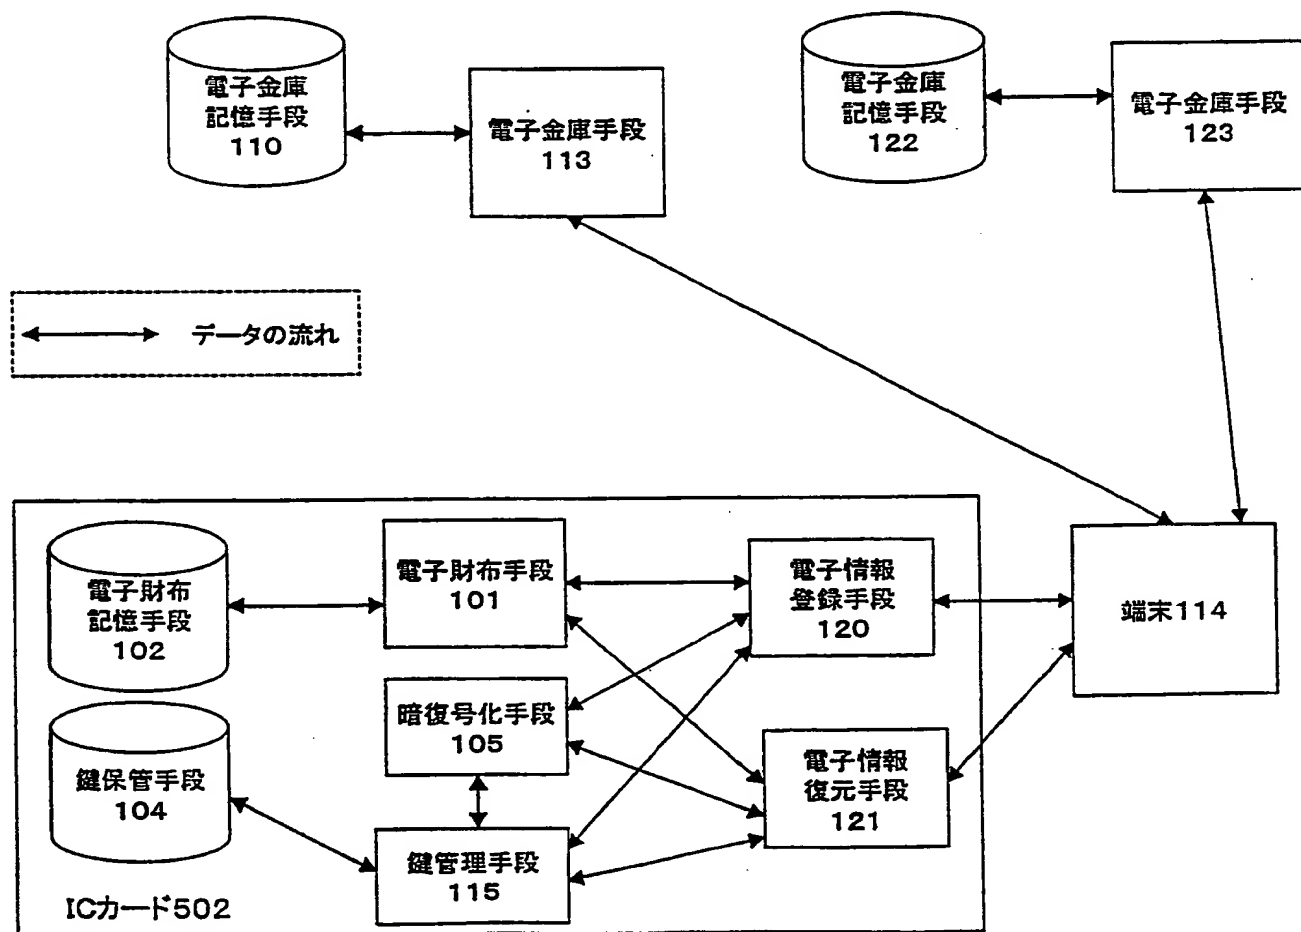 電子金庫
記憶手段
110
電子金庫手段
113
電子金庫
記憶手段
122
電子金庫手段
123
データの流れ
電子財布
記憶手段
102
電子財布手段
101
電子情報
登録手段
120
端末114
暗復号化手段
105
鍵保管手段
104
電子情報
復元手段
121
鍵管理手段
115
ICカード502